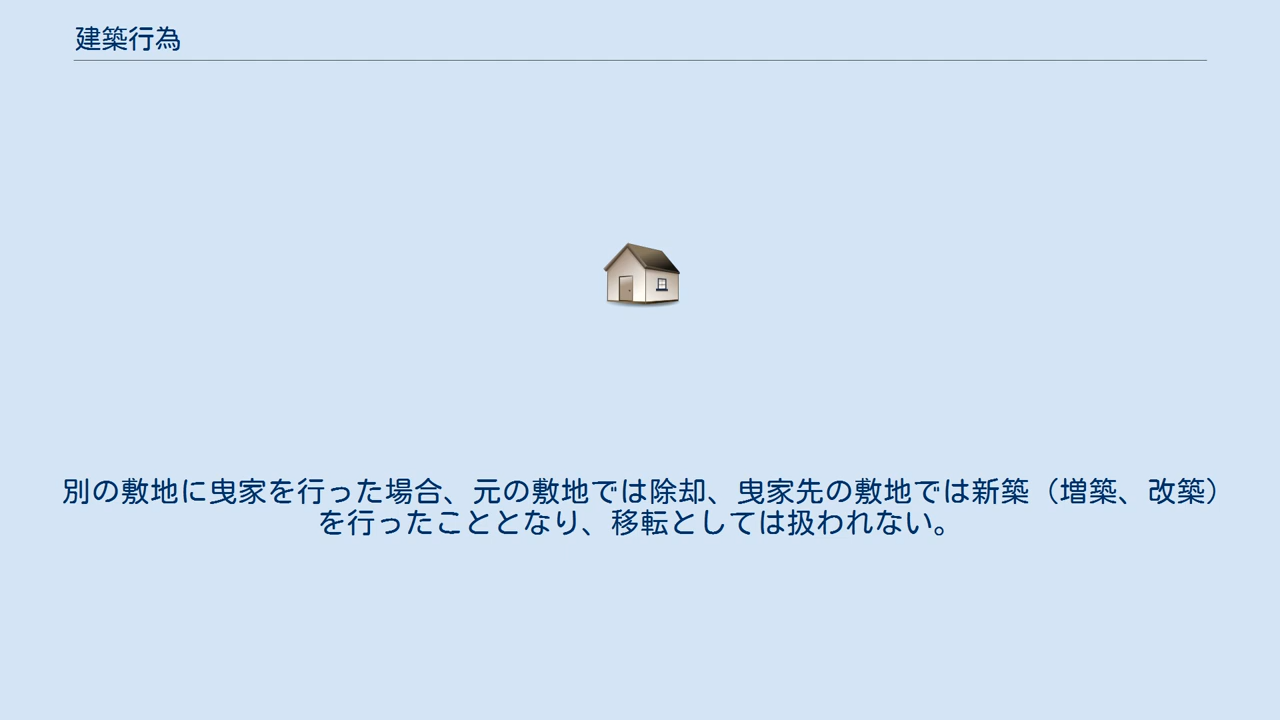 建築行為
別の敷地に曳家を行った場合、元の敷地では除却、曳家先の敷地では新築（増築、改築）
を行ったこととなり、移転としては扱われない。